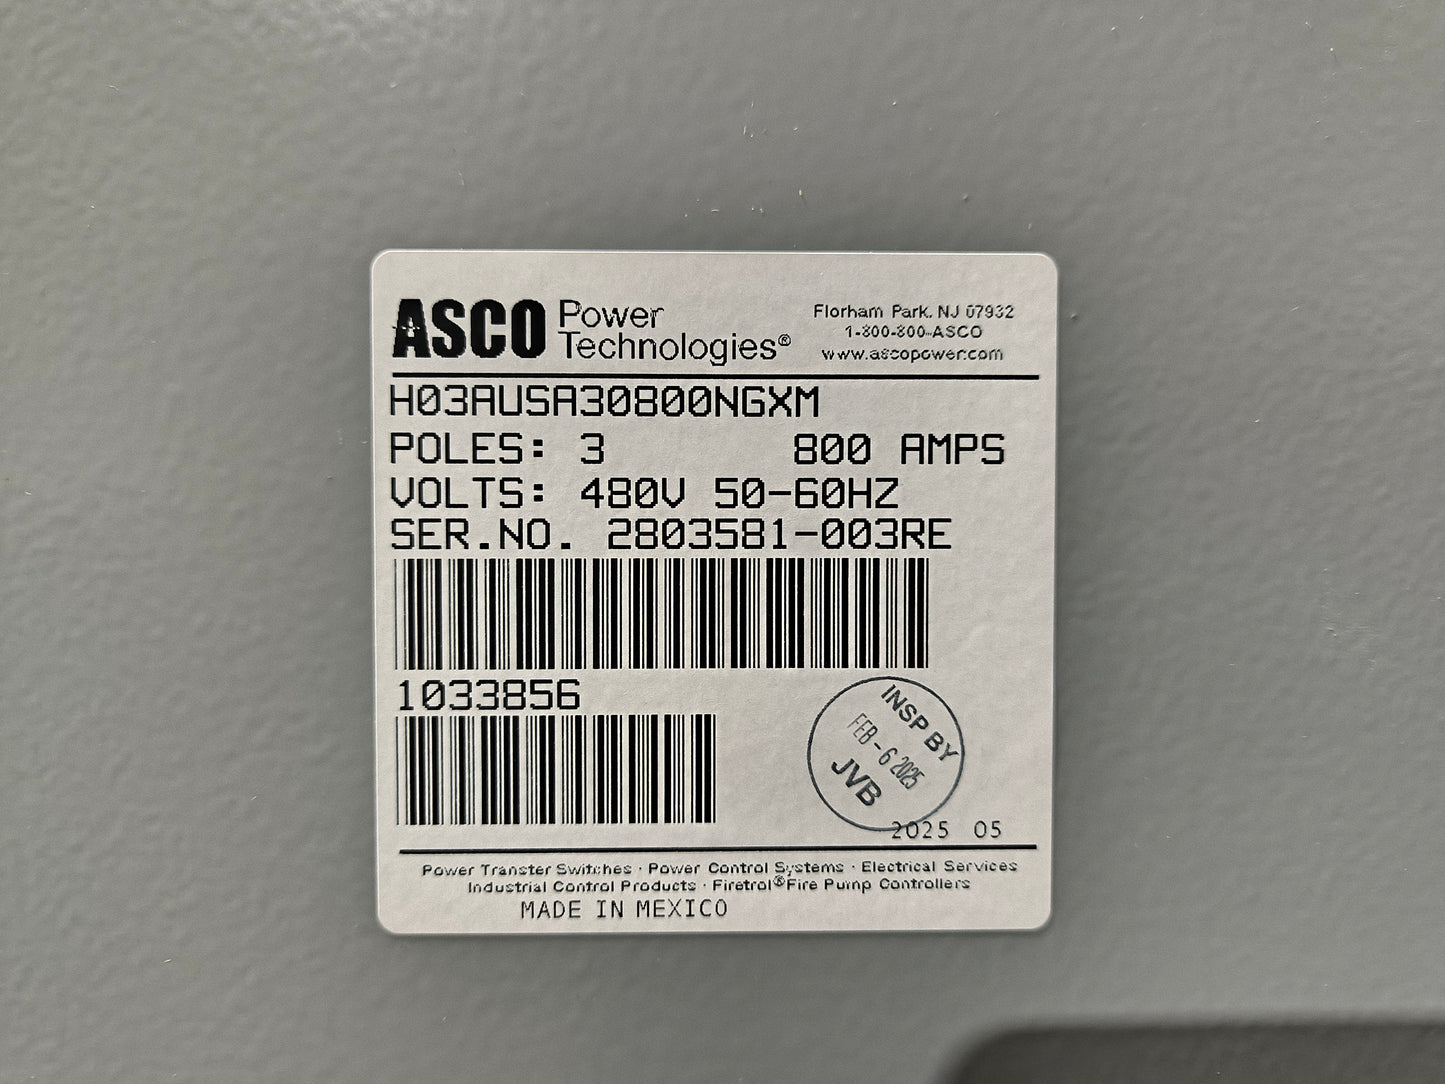 ASCO Power Technologies®
Florham Park, NJ 07932
1-800-800-ASCO
www.ascopower.com
H03AUSA30800NGXM
POLES: 3 800 AMPS
VOLTS: 480V 50-60HZ
SER.NO. 2803581-003RE
1033856
INSP BY
FEB -6 2025
JVB
2025 05
Power Transfer Switches · Power Control Systems · Electrical Services
Industrial Control Products · Firetrol® Fire Pump Controllers
MADE IN MEXICO